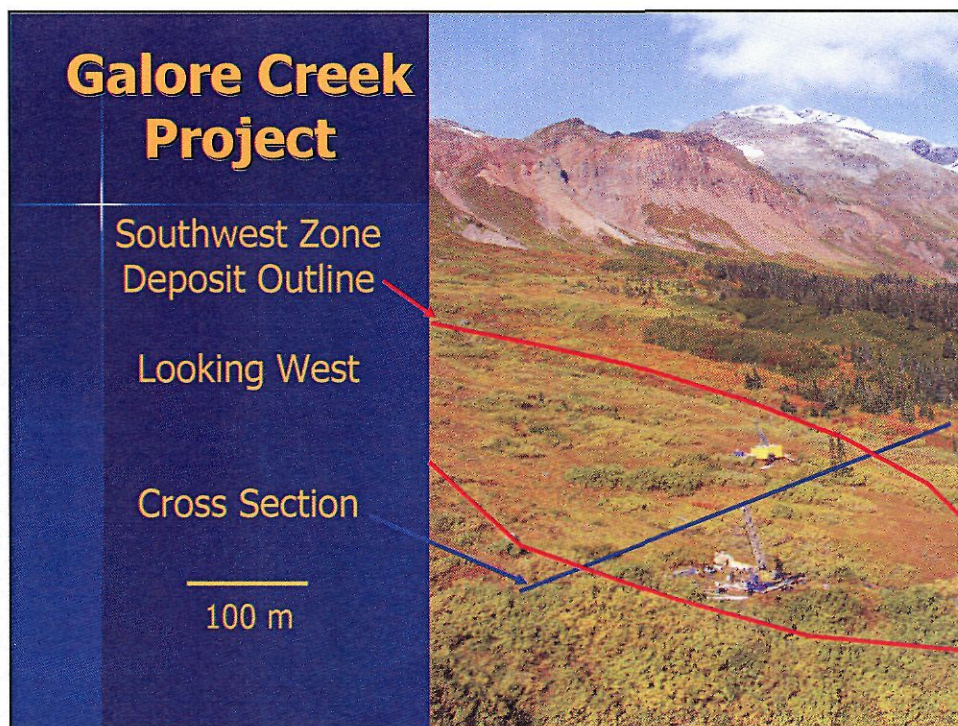 Galore Creek
Project
Southwest Zone
Deposit Outline
Looking West
Cross Section
100 m